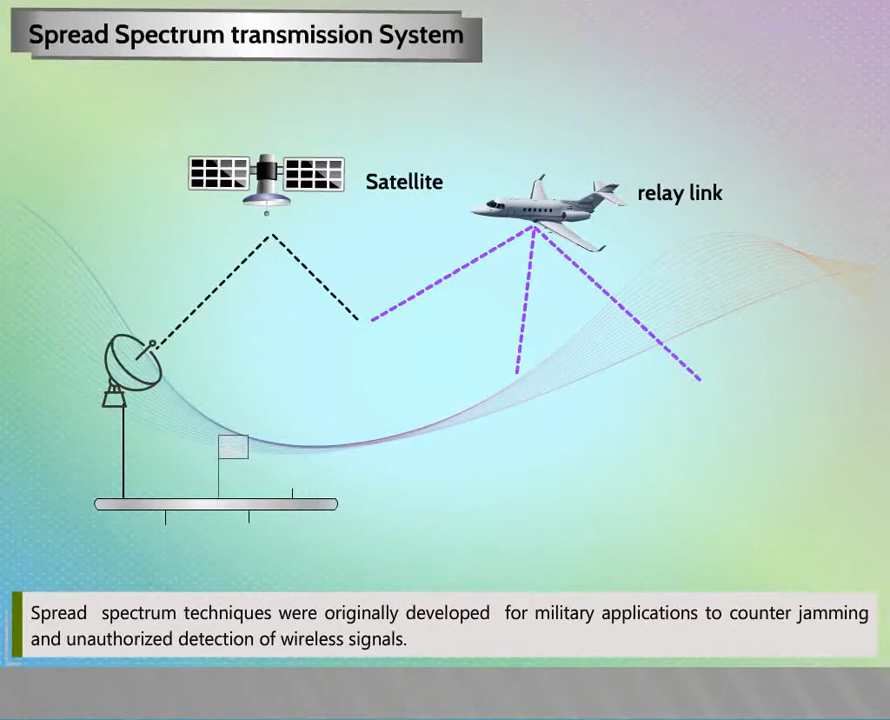 Spread Spectrum transmission System
Satellite
relay link
Spread spectrum techniques were originally developed for military applications to counter jamming
and unauthorized detection of wireless signals.